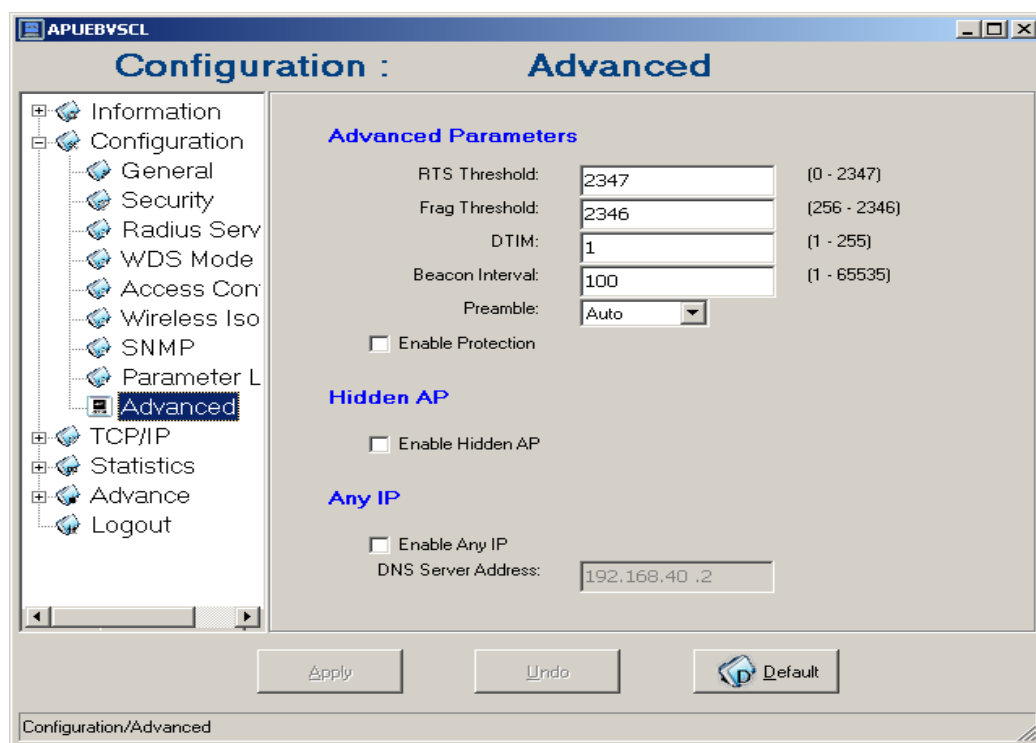 APUEBVSCL
Configuration : Advanced
Information
Configuration
General
Security
Radius Serv
WDS Mode
Access Con
Wireless Iso
SNMP
Parameter L
Advanced
TCP/IP
Statistics
Advance
Logout
Advanced Parameters
RTS Threshold: 2347 (0 - 2347)
Frag Threshold: 2346 (256 - 2346)
DTIM: 1 (1 - 255)
Beacon Interval: 100 (1 - 65535)
Preamble: Auto
Enable Protection
Hidden AP
Enable Hidden AP
Any IP
Enable Any IP
DNS Server Address: 192.168.40 .2
Apply Undo Default
Configuration/Advanced